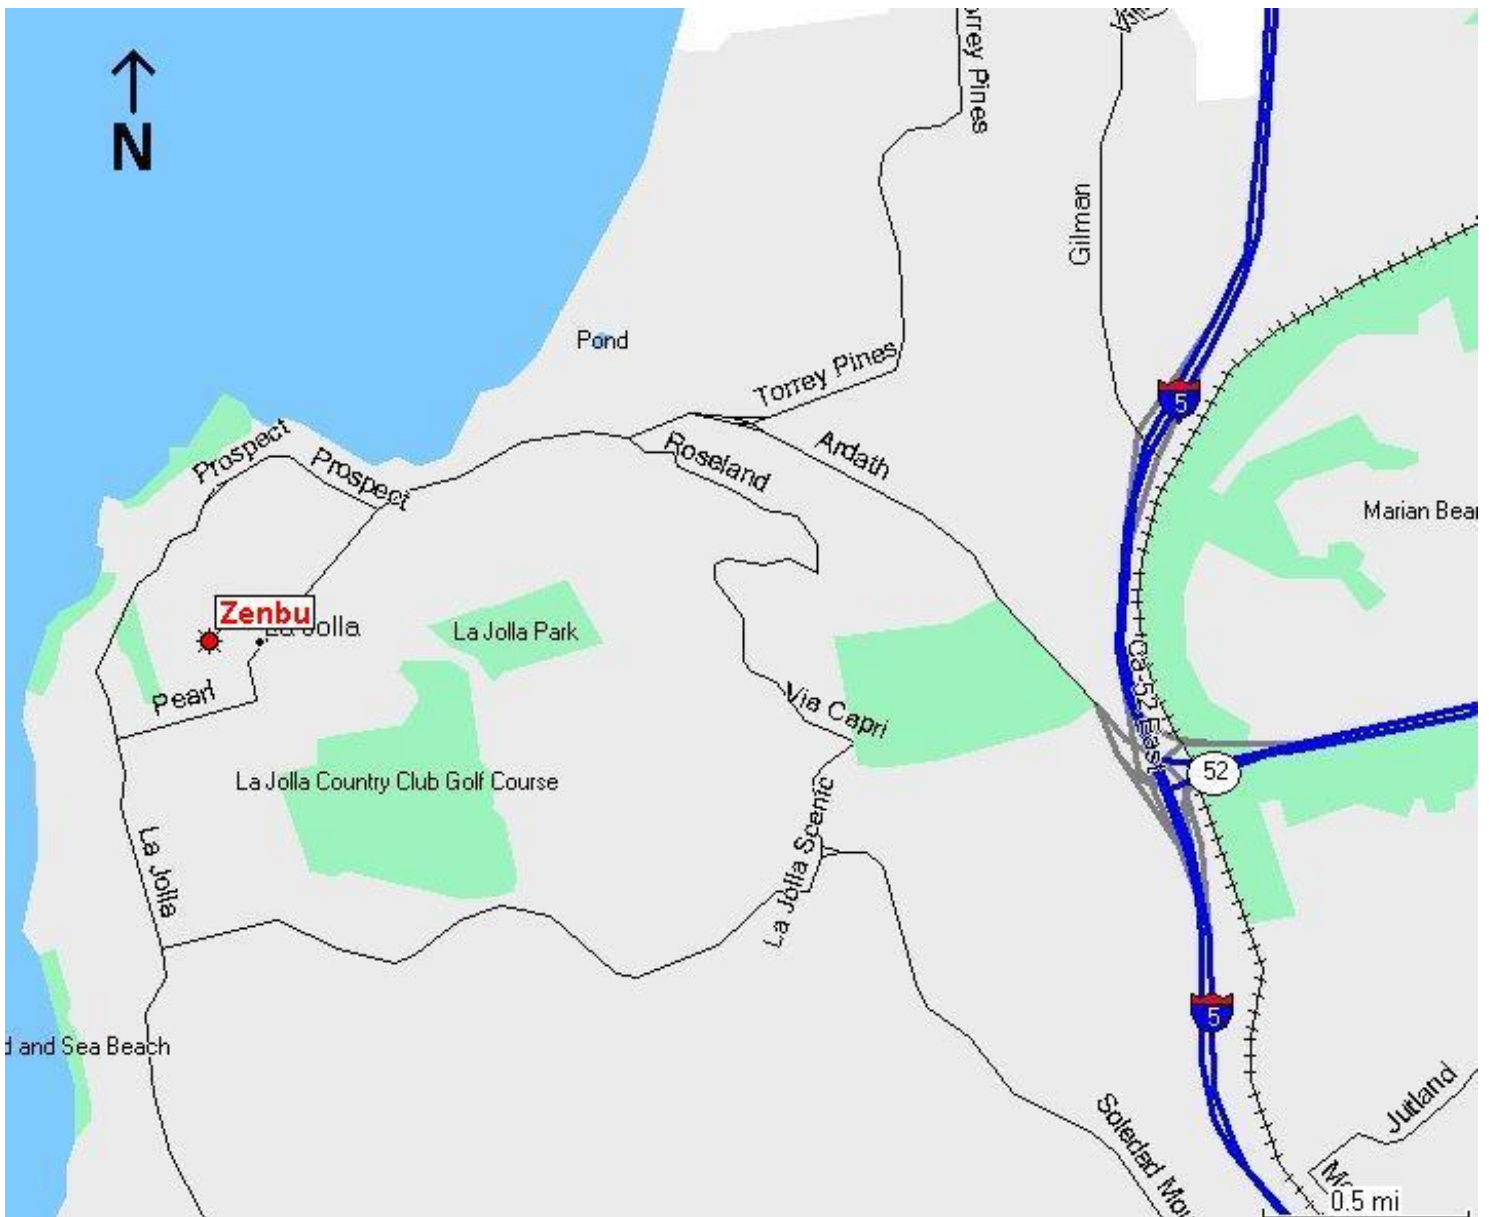 N
Torrey Pines
Gilman
Pond
Torrey Pines
5
Prospect
Prospect
Roseland
Ardath
Marian Bear
Zenbu
La Jolla
La Jolla Park
Pearl
Via Capri
Ca-52 East
52
La Jolla Country Club Golf Course
La Jolla Scenic
La Jolla
5
d and Sea Beach
Soledad Mou
Jutland
0.5 mi